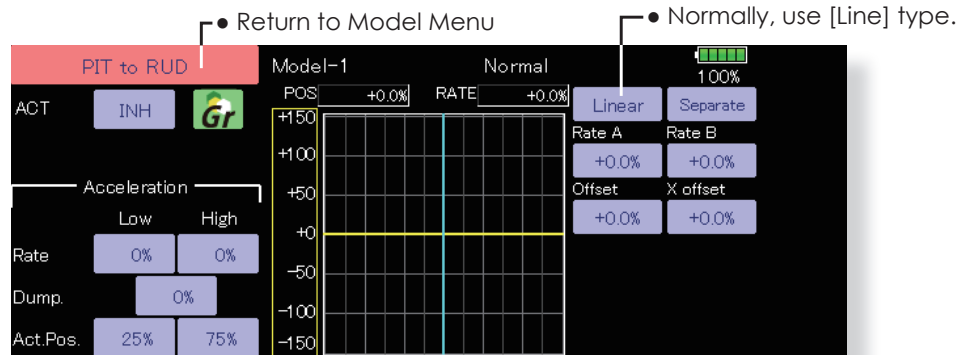 ● Return to Model Menu
● Normally, use [Line] type.
PIT to RUD
Model-1 Normal
100%
ACT INH Gr
POS +0.0% RATE +0.0%
Linear Separate
Rate A Rate B
+0.0% +0.0%
Offset X offset
+0.0% +0.0%
+150
+100
+50
+0
-50
-100
-150
Acceleration
Low High
Rate 0% 0%
Dump. 0%
Act.Pos. 25% 75%